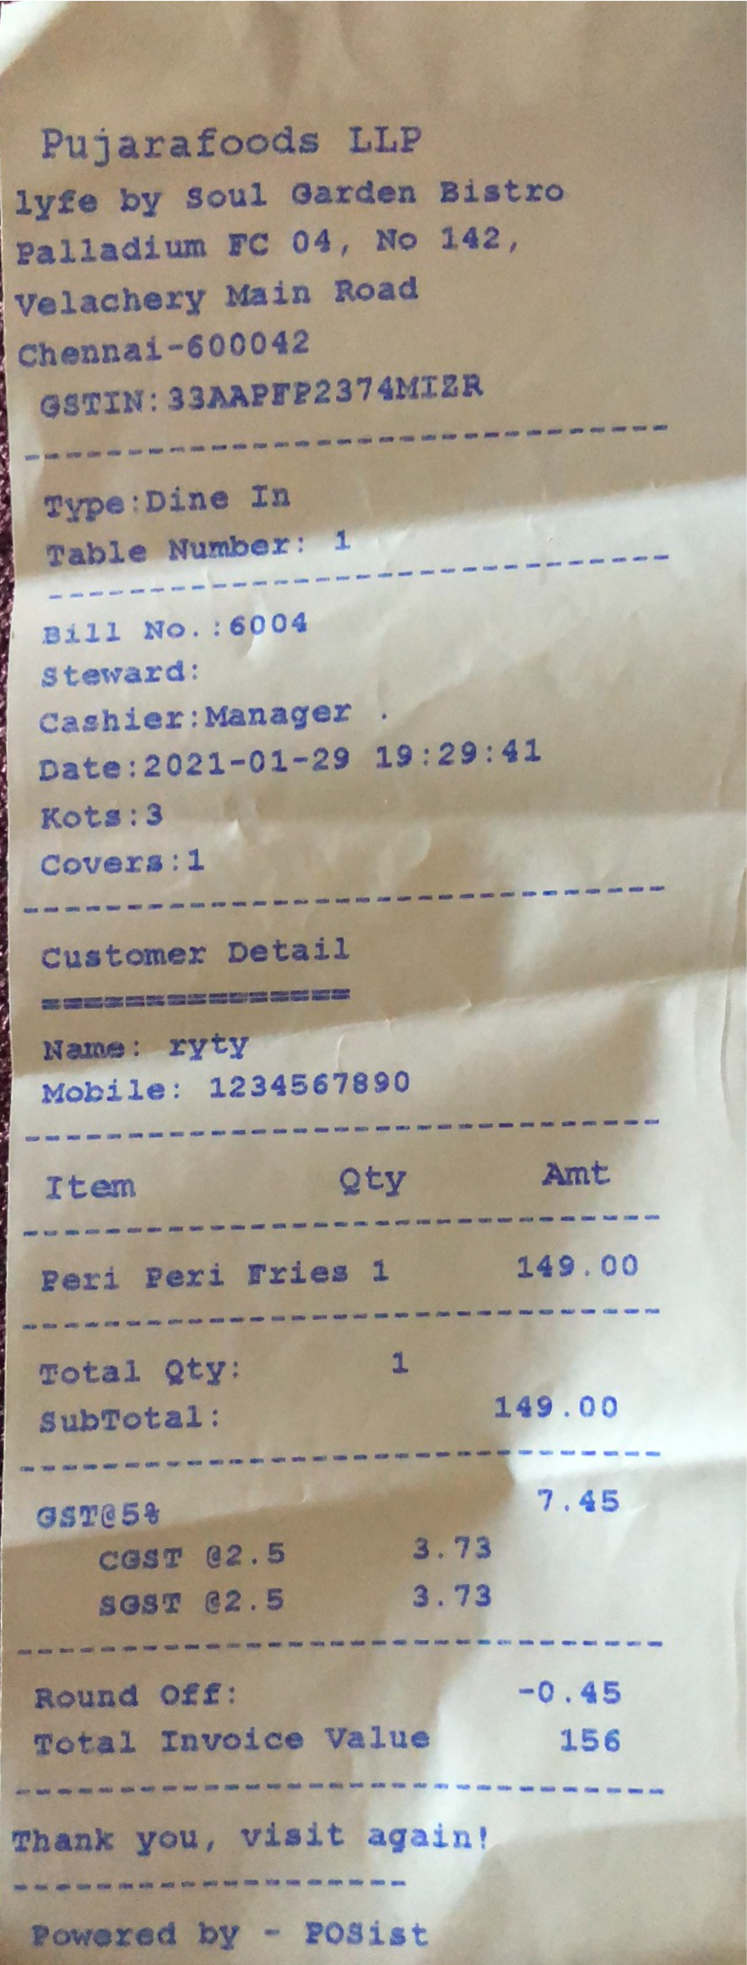 Pujarafoods LLP
lyfe by Soul Garden Bistro
Palladium FC 04, No 142,
Velachery Main Road
Chennai-600042
GSTIN:33AAPFP2374MIZR
-------------------------------
Type:Dine In
Table Number: 1
------------------------------
Bill No.:6004
Steward:
Cashier:Manager .
Date:2021-01-29 19:29:41
Kots:3
Covers:1
-------------------------------
Customer Detail
===============
Name: ryty
Mobile: 1234567890
-------------------------------
Item Qty Amt
-------------------------------
Peri Peri Fries 1 149.00
-------------------------------
Total Qty: 1
SubTotal: 149.00
-------------------------------
GST@5% 7.45
CGST @2.5 3.73
SGST @2.5 3.73
-------------------------------
Round Off: -0.45
Total Invoice Value 156
-------------------------------
Thank you, visit again!
-------------------
Powered by - POSist